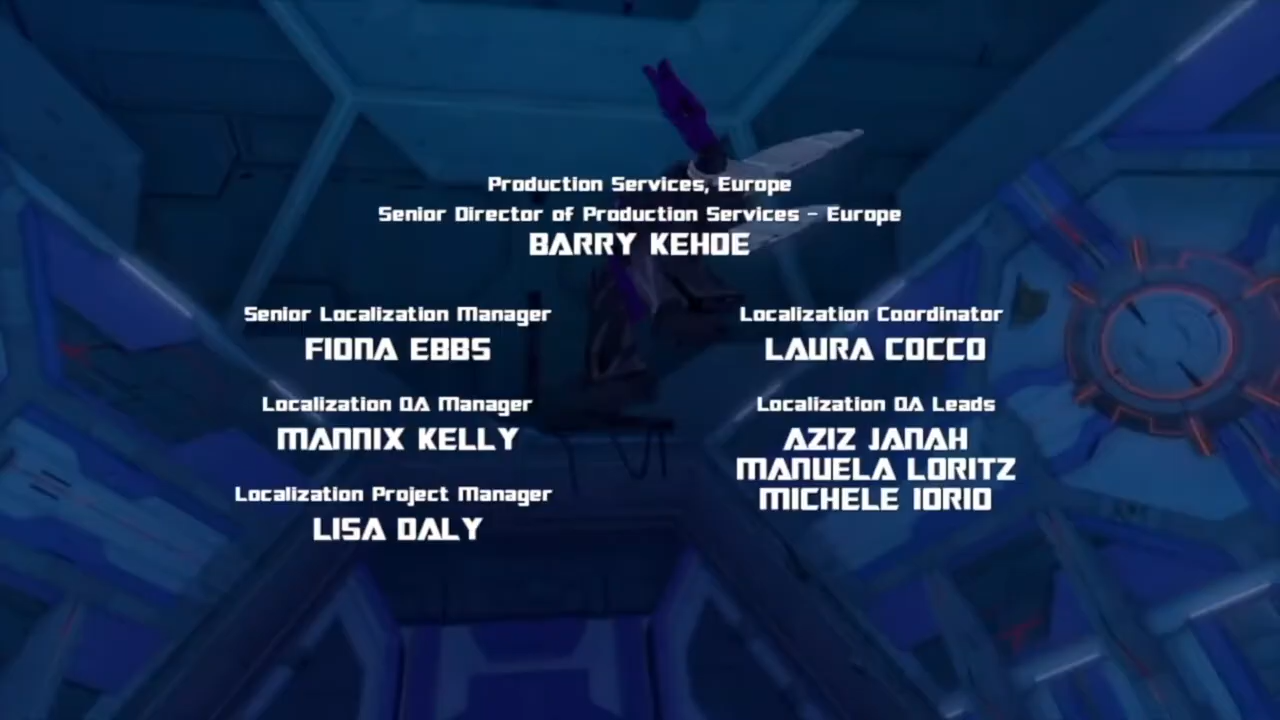 Production Services, Europe
Senior Director of Production Services - Europe
BARRY KEHOE
Senior Localization Manager
FIONA EBBS
Localization QA Manager
MANNIX KELLY
Localization Project Manager
LISA DALY
Localization Coordinator
LAURA COCCO
Localization QA Leads
AZIZ JANAH
MANUELA LORITZ
MICHELE IORIO